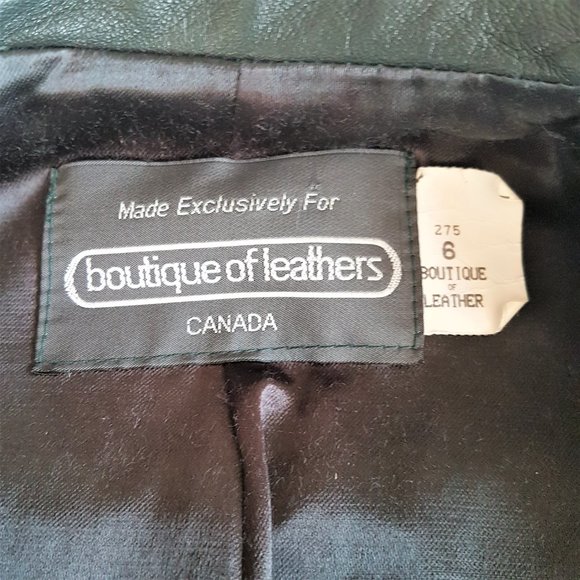 Made Exclusively For
boutique of leathers
CANADA
275
6
BOUTIQUE
OF
LEATHER